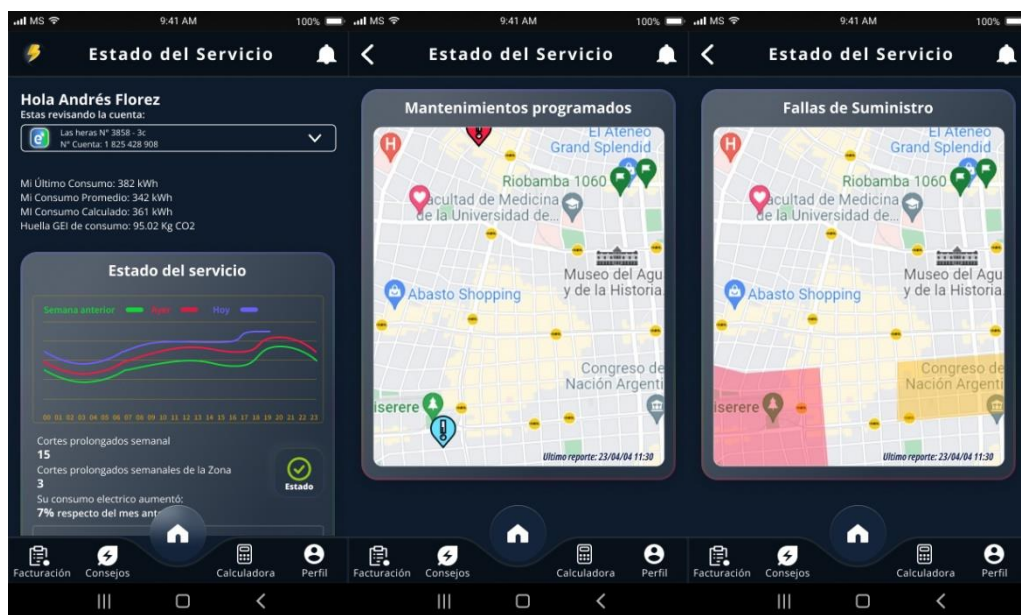 MS 9:41 AM 100%
Estado del Servicio
Hola Andrés Florez
Estas revisando la cuenta:
e
Las heras N° 3858 - 3c
N° Cuenta: 1 825 428 908
Mi Último Consumo: 382 kWh
Mi Consumo Promedio: 342 kWh
MI Consumo Calculado: 361 kWh
Huella GEI de consumo: 95.02 Kg CO2
Estado del servicio
Semana anterior Ayer Hoy
00 01 02 03 04 05 06 07 08 09 10 11 12 13 14 15 16 17 18 19 20 21 22 23
Cortes prolongados semanal
15
Cortes prolongados semanales de la Zona
3
Estado
Su consumo electrico aumentó:
7% respecto del mes ant
Facturación Consejos Calculadora Perfil
MS 9:41 AM 100%
Estado del Servicio
Mantenimientos programados
H
El Ateneo
Grand Splendid
Riobamba 1060
acultad de Medicina
de la Universidad de...
Museo del Agu
y de la Historia.
Abasto Shopping
Congreso de
Nación Argenti
iserere
Ultimo reporte: 23/04/04 11:30
Facturación Consejos Calculadora Perfil
MS 9:41 AM 100%
Estado del Servicio
Fallas de Suministro
H
El Ateneo
Grand Splendid
Riobamba 1060
acultad de Medicina
de la Universidad de...
Museo del Agu
y de la Historia.
Abasto Shopping
Congreso de
Nación Argenti
iserere
Ultimo reporte: 23/04/04 11:30
Facturación Consejos Calculadora Perfil